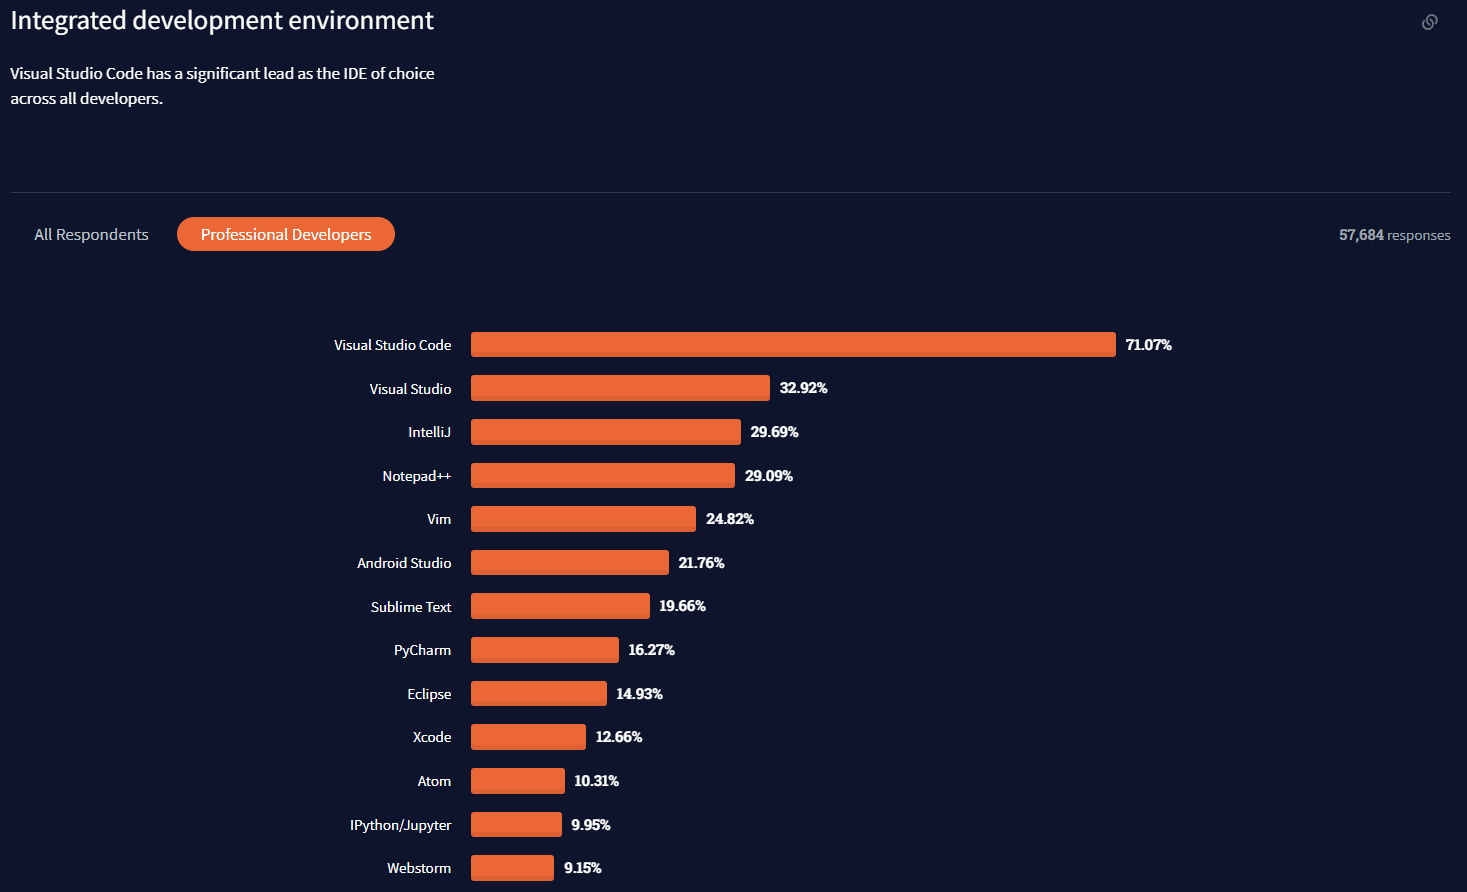 Integrated development environment
Visual Studio Code has a significant lead as the IDE of choice
across all developers.
All Respondents
Professional Developers
57,684 responses
Visual Studio Code 71.07%
Visual Studio 32.92%
IntelliJ 29.69%
Notepad++ 29.09%
Vim 24.82%
Android Studio 21.76%
Sublime Text 19.66%
PyCharm 16.27%
Eclipse 14.93%
Xcode 12.66%
Atom 10.31%
IPython/Jupyter 9.95%
Webstorm 9.15%